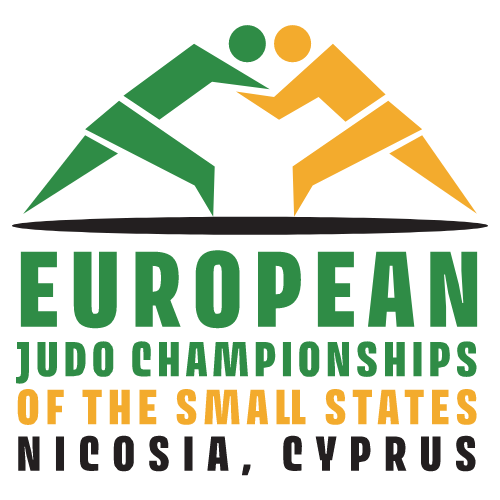 EUROPEAN
JUDO CHAMPIONSHIPS
OF THE SMALL STATES
NICOSIA, CYPRUS